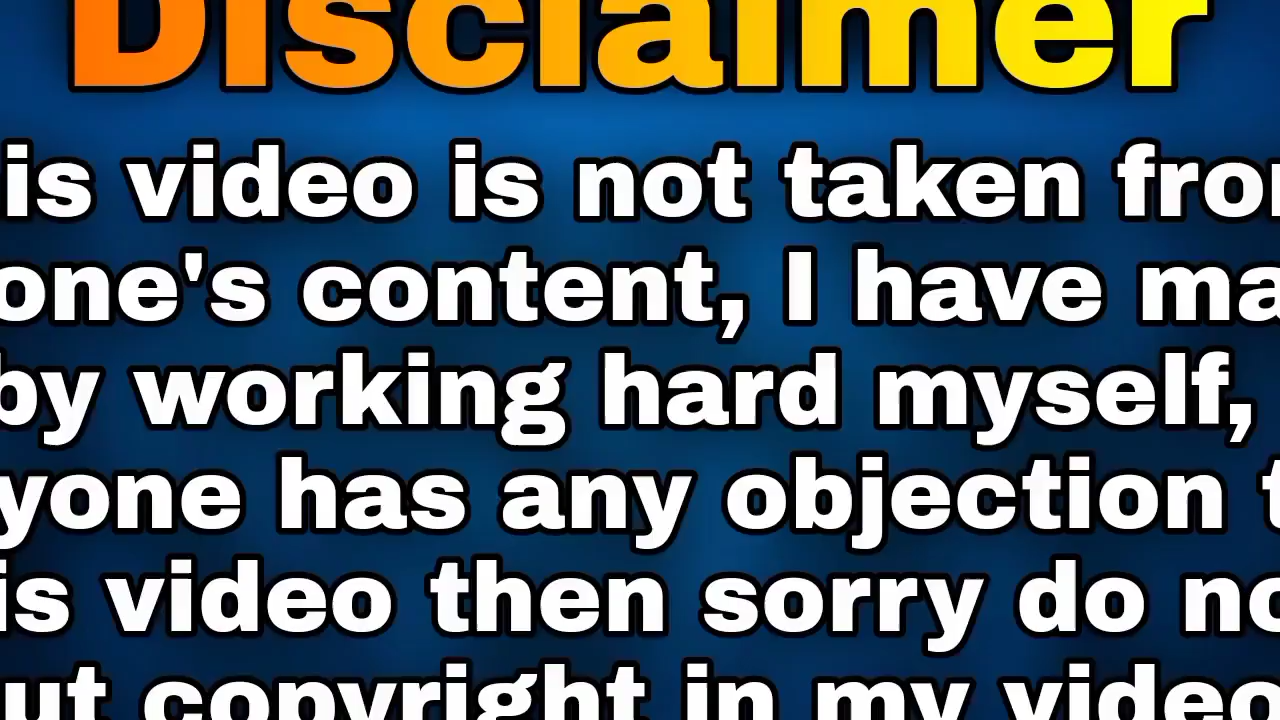 Disclaimer
is video is not taken from
one's content, I have ma
by working hard myself,
yone has any objection t
is video then sorry do no
ut copyright in my video